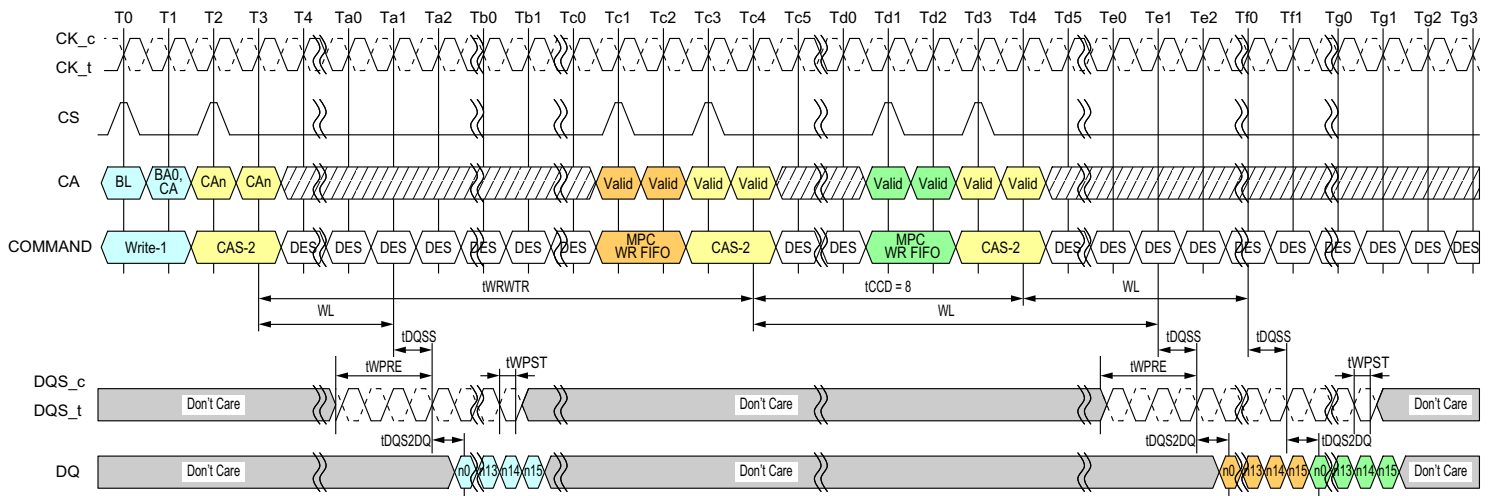 T0 T1 T2 T3 T4 Ta0 Ta1 Ta2 Tb0 Tb1 Tc0 Tc1 Tc2 Tc3 Tc4 Tc5 Td0 Td1 Td2 Td3 Td4 Td5 Te0 Te1 Te2 Tf0 Tf1 Tg0 Tg1 Tg2 Tg3
CK_c
CK_t
CS
CA BL BA0, CA CAn CAn Valid Valid Valid Valid Valid Valid Valid Valid
COMMAND Write-1 CAS-2 DES DES DES DES DES DES DES MPC WR FIFO CAS-2 DES DES MPC WR FIFO CAS-2 DES DES DES DES DES DES DES DES DES DES
tWRWTR tCCD = 8 WL
WL WL
tDQSS tDQSS tDQSS
tWPRE tWPST tWPRE tWPST
DQS_c
DQS_t Don't Care Don't Care Don't Care
tDQS2DQ tDQS2DQ tDQS2DQ
DQ Don't Care n0 n13 n14 n15 Don't Care n0 n13 n14 n15 n0 n13 n14 n15 Don't Care